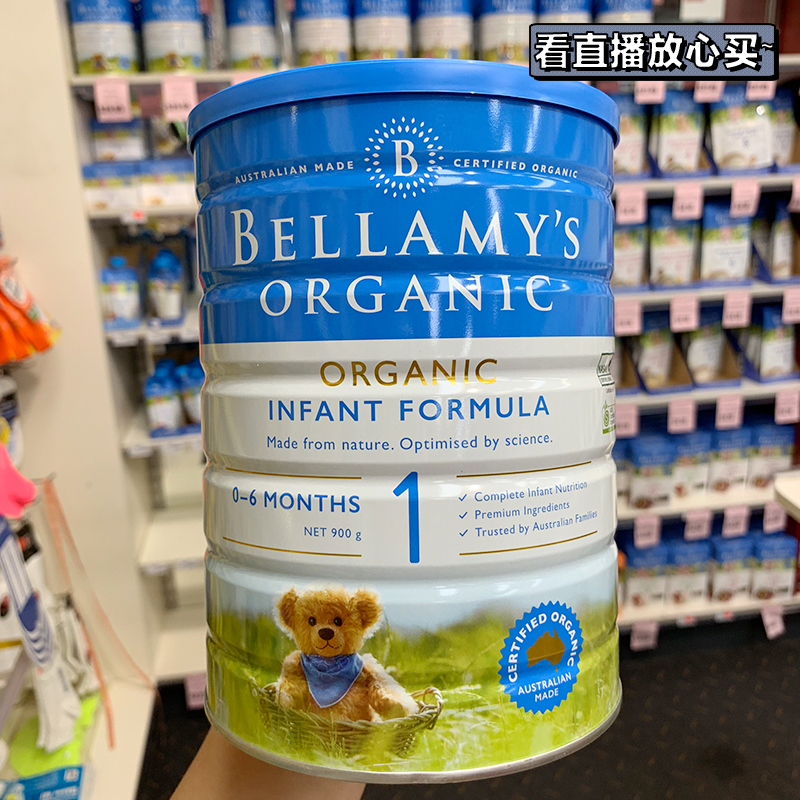 看直播放心买~
B
AUSTRALIAN MADE
CERTIFIED ORGANIC
BELLAMY'S
ORGANIC
ORGANIC
INFANT FORMULA
Made from nature. Optimised by science.
0–6 MONTHS
NET 900 g
1
✓ Complete Infant Nutrition
✓ Premium Ingredients
✓ Trusted by Australian Families
CERTIFIED ORGANIC
AUSTRALIAN
MADE